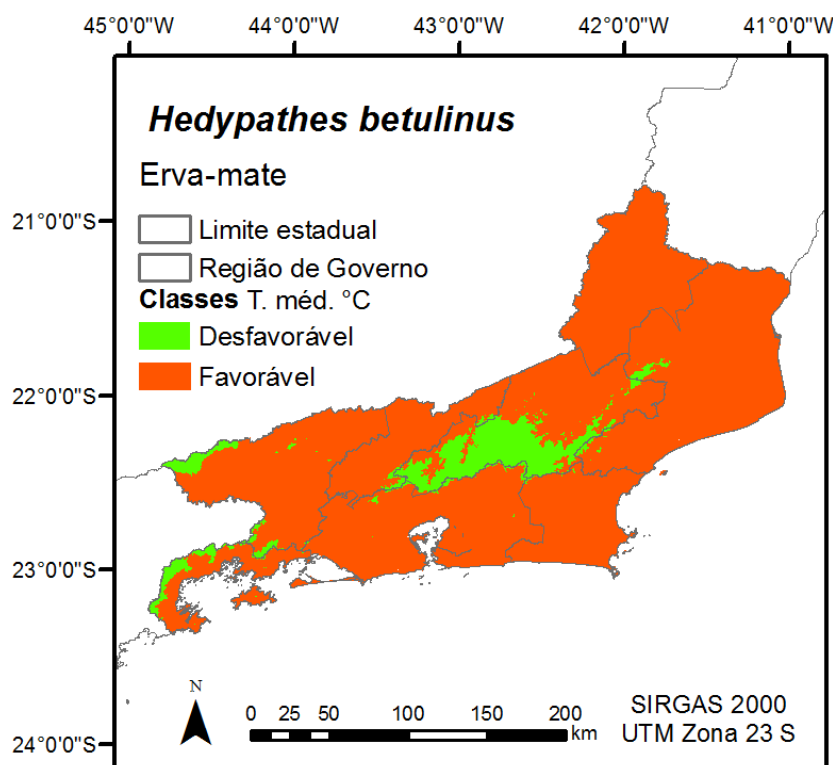 45°0'0"W 44°0'0"W 43°0'0"W 42°0'0"W 41°0'0"W
Hedypathes betulinus
Erva-mate
21°0'0"S
Limite estadual
Região de Governo
Classes T. méd. °C
Desfavorável
Favorável
22°0'0"S
23°0'0"S
24°0'0"S
N
0 25 50 100 150 200
km
SIRGAS 2000
UTM Zona 23 S